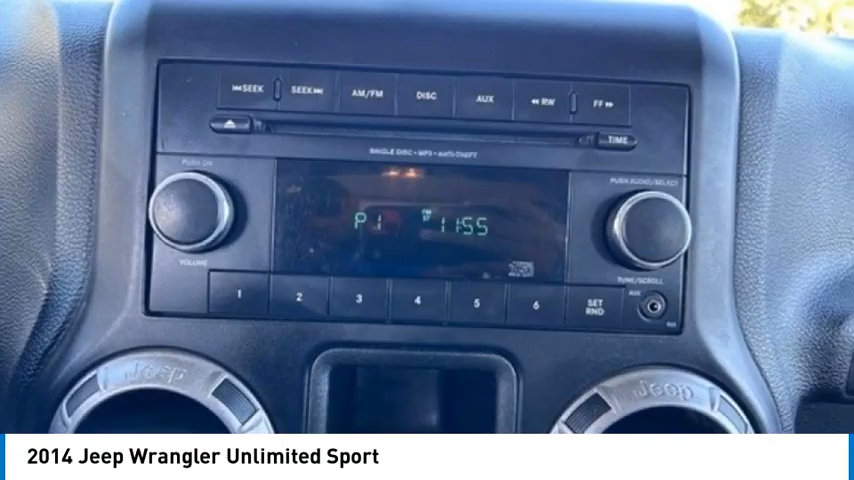 SEEK SEEK AM/FM DISC AUX RW FF
TIME
SINGLE DISC • MP3 • ANTI-THEFT
PUSH ON PUSH AUDIO/SELECT
P1 11:55
VOLUME TUNE/SCROLL
1 2 3 4 5 6 SET RND AUX
Jeep Jeep
2014 Jeep Wrangler Unlimited Sport